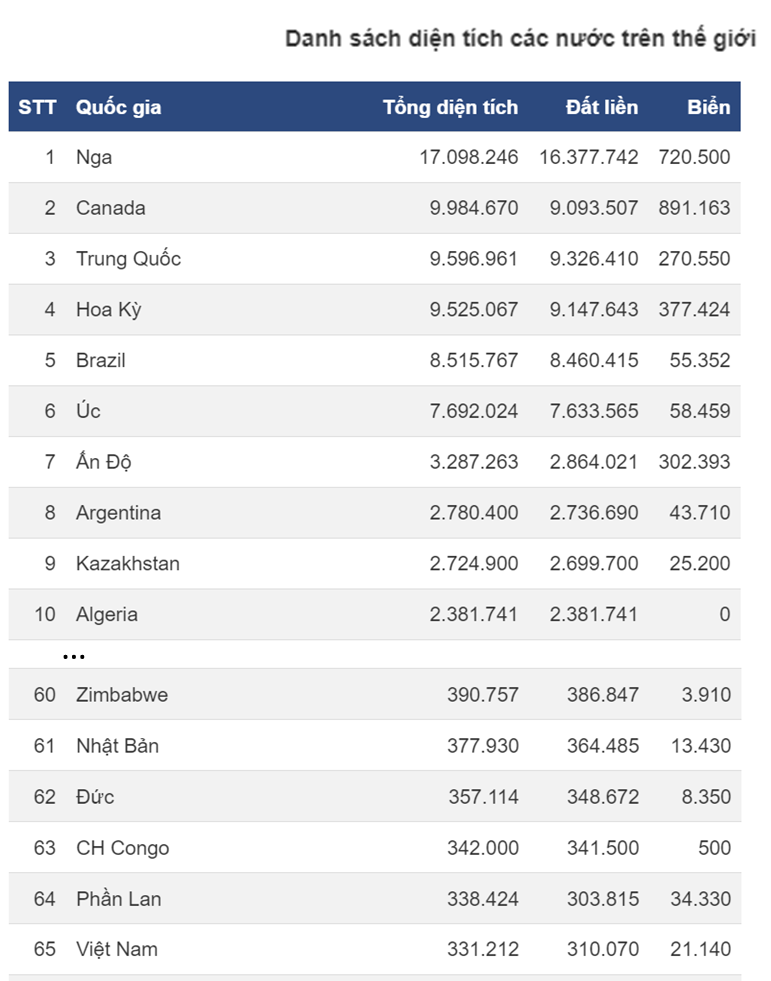 Danh sách diện tích các nước trên thế giới
STT Quốc gia Tổng diện tích Đất liền Biển
1 Nga 17.098.246 16.377.742 720.500
2 Canada 9.984.670 9.093.507 891.163
3 Trung Quốc 9.596.961 9.326.410 270.550
4 Hoa Kỳ 9.525.067 9.147.643 377.424
5 Brazil 8.515.767 8.460.415 55.352
6 Úc 7.692.024 7.633.565 58.459
7 Ấn Độ 3.287.263 2.864.021 302.393
8 Argentina 2.780.400 2.736.690 43.710
9 Kazakhstan 2.724.900 2.699.700 25.200
10 Algeria 2.381.741 2.381.741 0
...
60 Zimbabwe 390.757 386.847 3.910
61 Nhật Bản 377.930 364.485 13.430
62 Đức 357.114 348.672 8.350
63 CH Congo 342.000 341.500 500
64 Phần Lan 338.424 303.815 34.330
65 Việt Nam 331.212 310.070 21.140